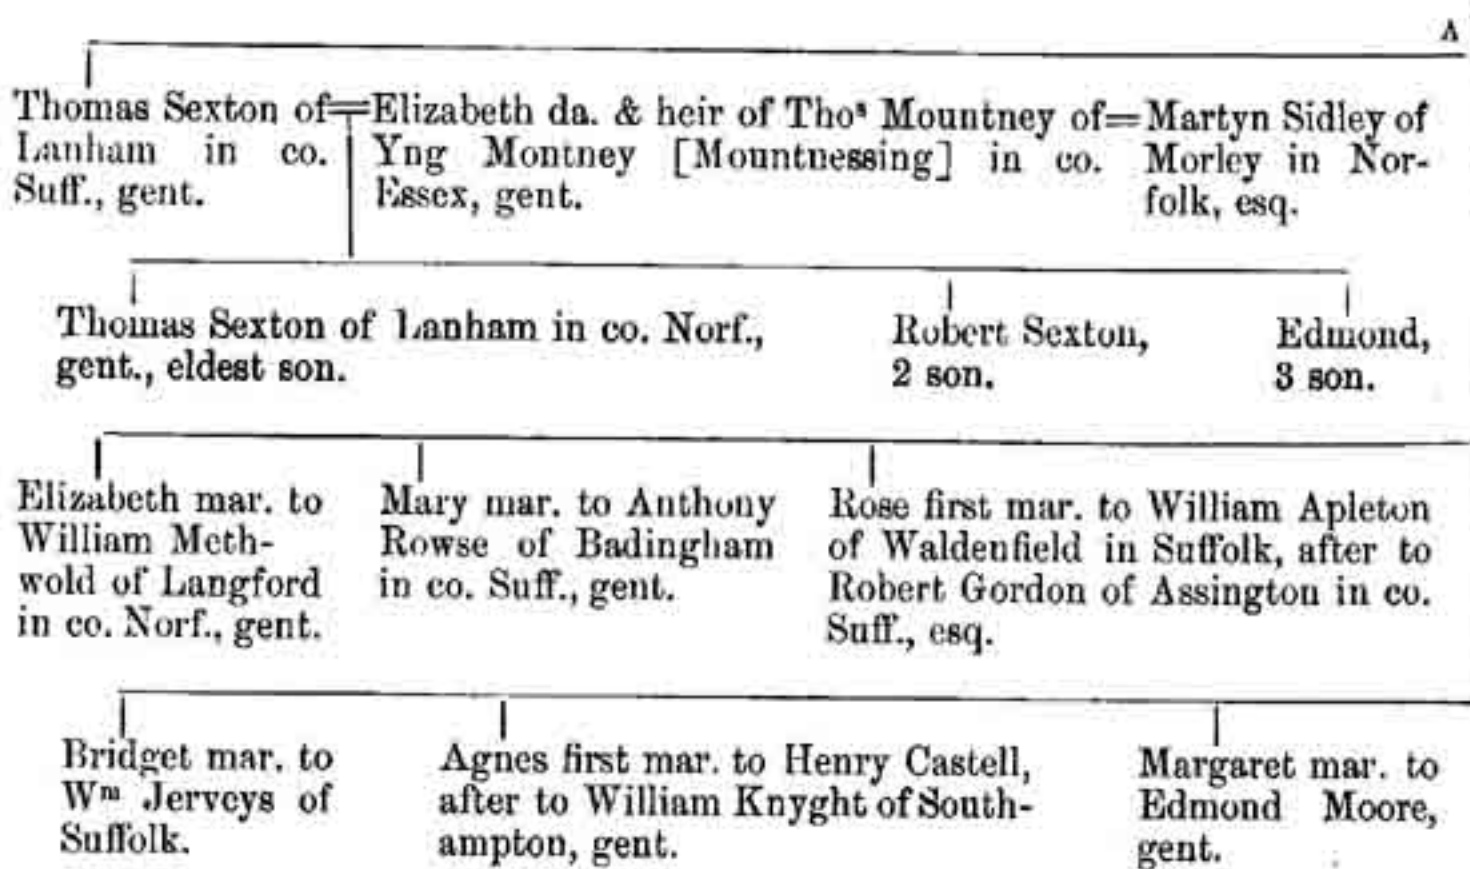 A
Thomas Sexton of=Elizabeth da. & heir of Thoˢ Mountney of=Martyn Sidley of
Lanham in co. Yng Montney [Mountnessing] in co. Morley in Nor-
Suff., gent. Essex, gent. folk, esq.
Thomas Sexton of Lanham in co. Norf.,
gent., eldest son.
Robert Sexton,
2 son.
Edmond,
3 son.
Elizabeth mar. to
William Meth-
wold of Langford
in co. Norf., gent.
Mary mar. to Anthony
Rowse of Badingham
in co. Suff., gent.
Rose first mar. to William Apleton
of Waldenfield in Suffolk, after to
Robert Gordon of Assington in co.
Suff., esq.
Bridget mar. to
Wᵐ Jerveys of
Suffolk.
Agnes first mar. to Henry Castell,
after to William Knyght of South-
ampton, gent.
Margaret mar. to
Edmond Moore,
gent.